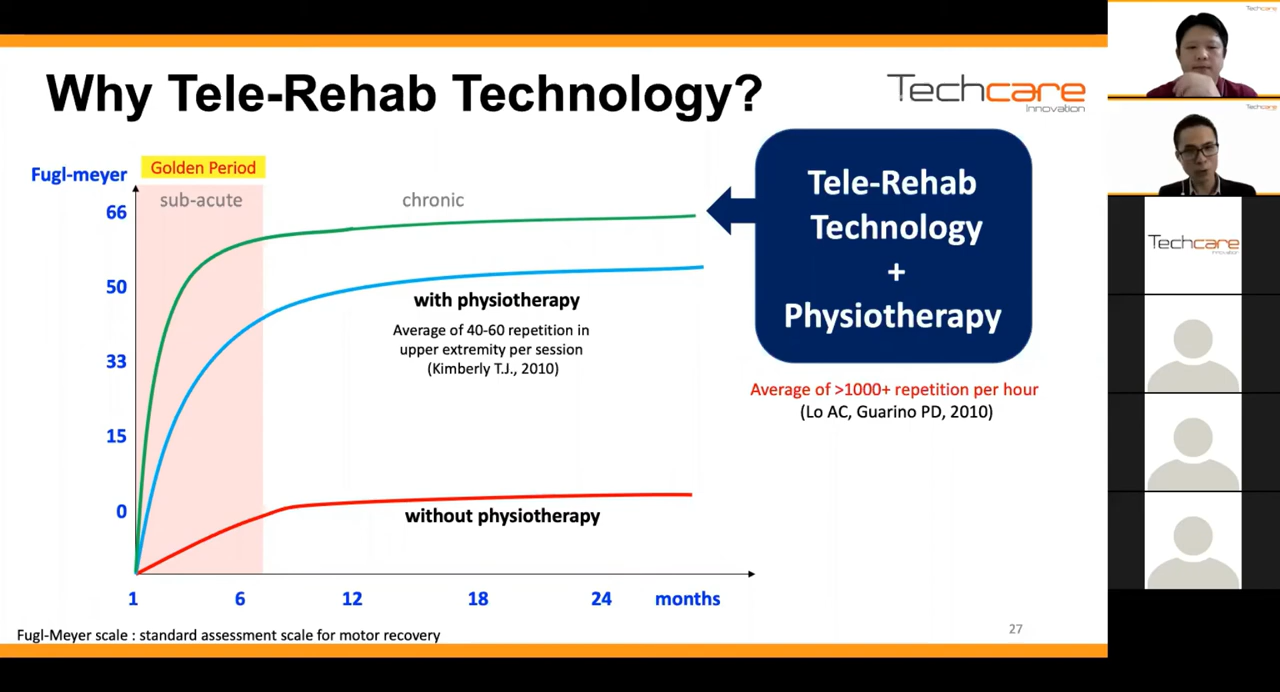 Why Tele-Rehab Technology?
Techcare
Innovation
Golden Period
Fugl-meyer
sub-acute
chronic
66
50
33
15
0
with physiotherapy
Average of 40-60 repetition in
upper extremity per session
(Kimberly T.J., 2010)
without physiotherapy
1
6
12
18
24
months
Tele-Rehab
Technology
+
Physiotherapy
Average of >1000+ repetition per hour
(Lo AC, Guarino PD, 2010)
Fugl-Meyer scale : standard assessment scale for motor recovery
27
Techcare
Techcare
Techcare
Innovation